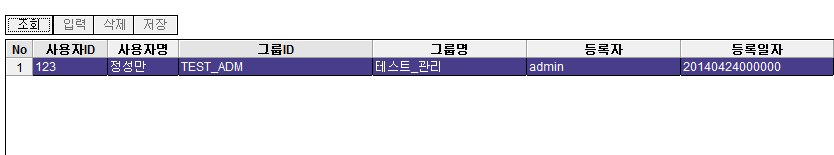 조회 입력 삭제 저장
No 사용자ID 사용자명 그룹ID 그룹명 등록자 등록일자
1 123 정성만 TEST_ADM 테스트_관리 admin 20140424000000